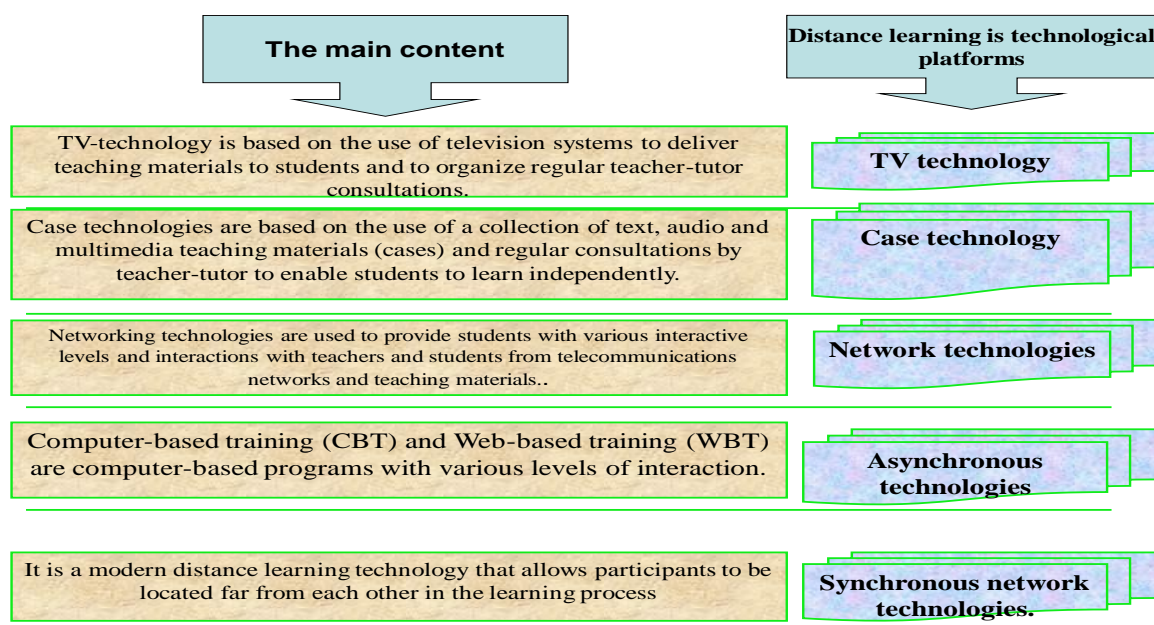 The main content
Distance learning is technological
platforms
TV-technology is based on the use of television systems to deliver
teaching materials to students and to organize regular teacher-tutor
consultations.
TV technology
Case technologies are based on the use of a collection of text, audio and
multimedia teaching materials (cases) and regular consultations by
teacher-tutor to enable students to learn independently.
Case technology
Networking technologies are used to provide students with various interactive
levels and interactions with teachers and students from telecommunications
networks and teaching materials..
Network technologies
Computer-based training (CBT) and Web-based training (WBT)
are computer-based programs with various levels of interaction.
Asynchronous
technologies
It is a modern distance learning technology that allows participants to be
located far from each other in the learning process
Synchronous network
technologies.